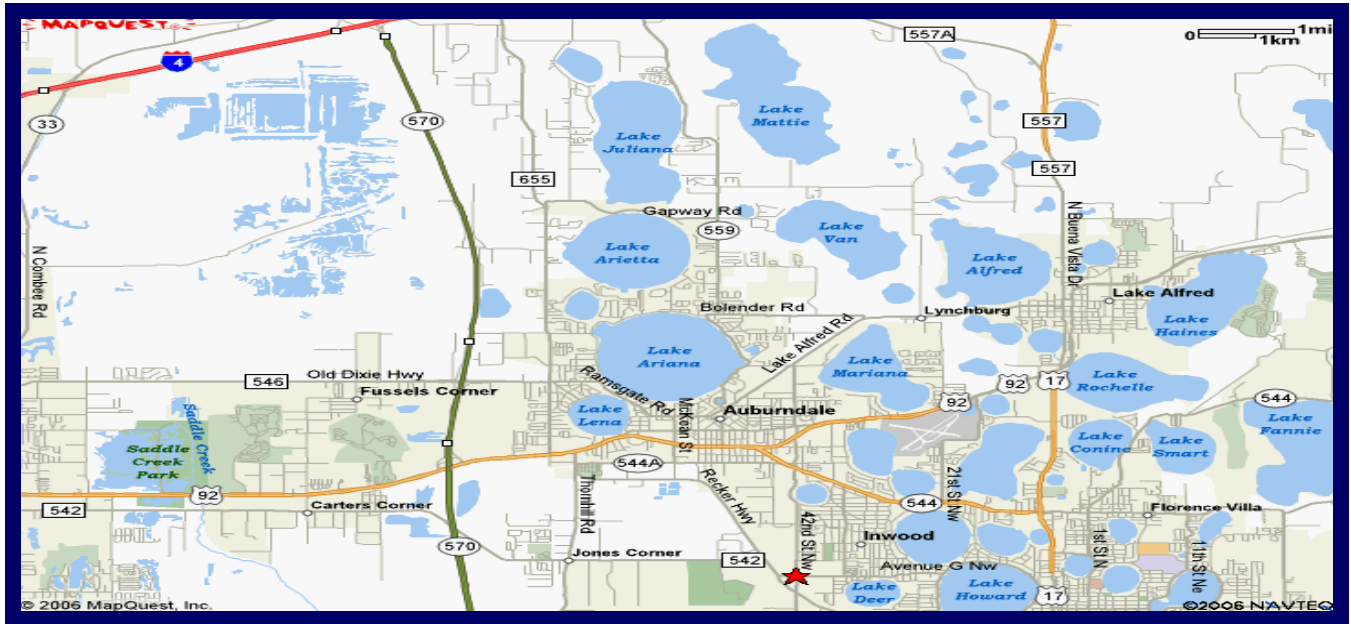 MAPQUEST
557A
0 1mi
1km
4
33
570
Lake
Mattie
557
Lake
Juliana
557
655
Gapway Rd
559
N Buena Vista Dr
Lake
Van
Lake
Arietta
Lake
Alfred
N Combee Rd
Lake Alfred
Bolender Rd
Lynchburg
Lake
Haines
Lake Alfred Rd
Lake
Ariana
Lake
Mariana
Old Dixie Hwy
546
Fussels Corner
Ramsgate Rd
92
17
Lake
Rochelle
92
544
Lake
Lena
McKean St
Auburndale
Lake
Fannie
Saddle Creek
Saddle
Creek
Park
Lake
Conine
Lake
Smart
544A
92
Recker Hwy
21st St Nw
544
542
Carters Corner
Thornhill Rd
42nd St Nw
Florence Villa
Inwood
1st St N
11th St Ne
570
Jones Corner
542
Avenue G Nw
Lake
Deer
Lake
Howard
17
© 2006 MapQuest, Inc.
©2006 NAVTEQ